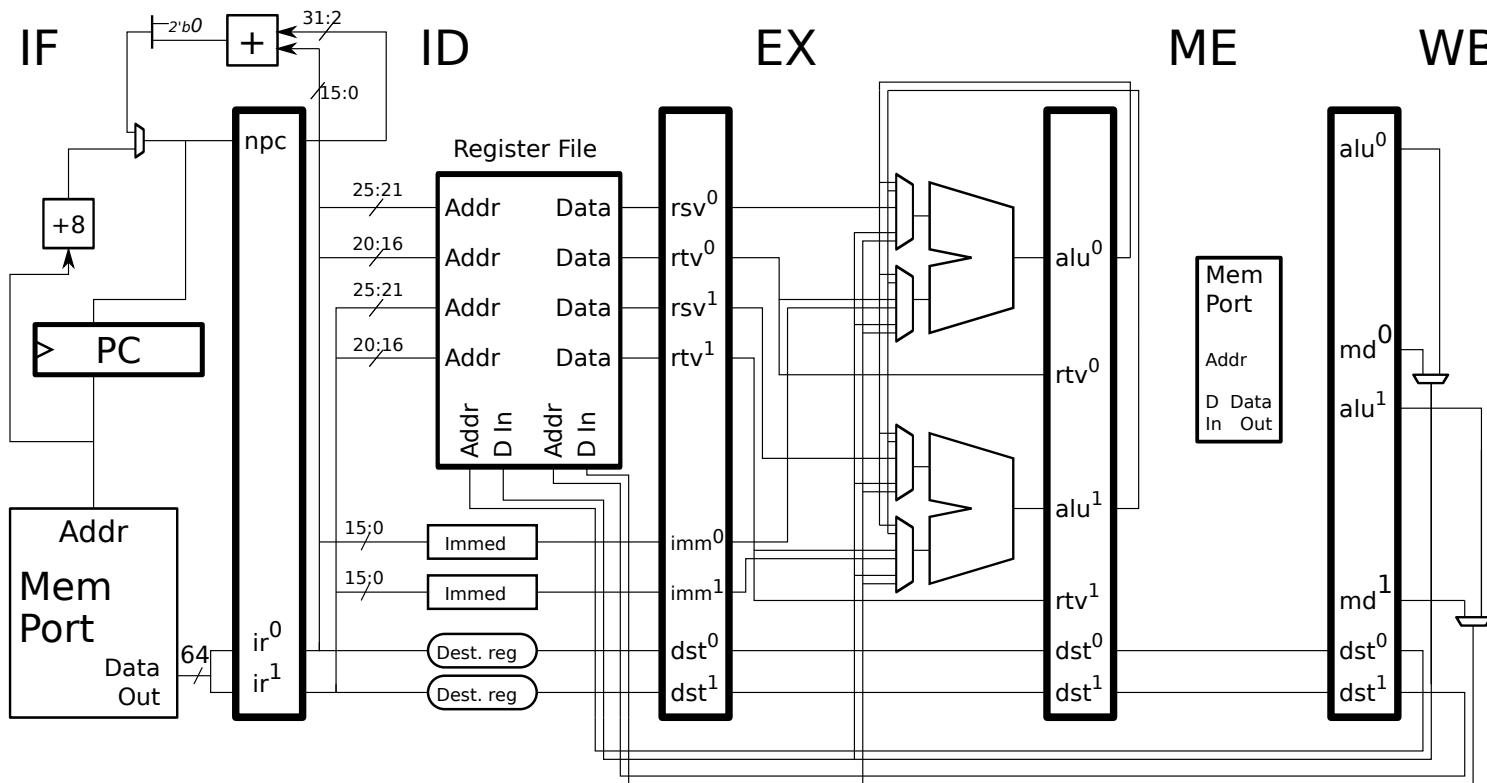 IF
ID
EX
ME
WB
2'b0
+
31:2
15:0
npc
+8
PC
Addr
Mem
Port
Data
Out
64
ir0
ir1
Register File
25:21
Addr
Data
20:16
Addr
Data
25:21
Addr
Data
20:16
Addr
Data
Addr
D In
Addr
D In
15:0
Immed
15:0
Immed
Dest. reg
Dest. reg
rsv0
rtv0
rsv1
rtv1
imm0
imm1
dst0
dst1
alu0
rtv0
alu1
rtv1
dst0
dst1
Mem
Port
Addr
D Data
In Out
alu0
md0
alu1
md1
dst0
dst1